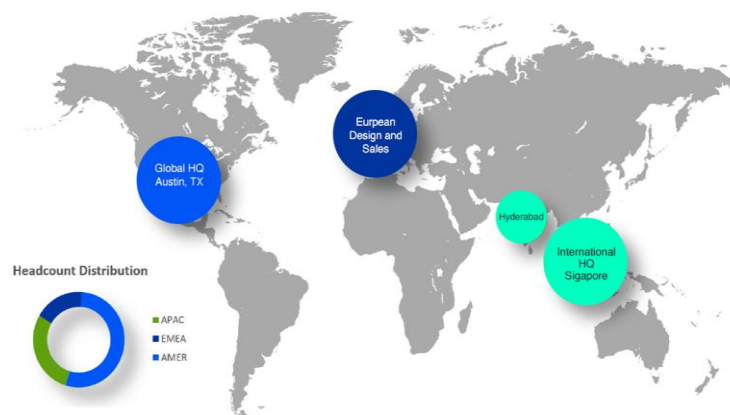 Global HQ
Austin, TX
Eurpean
Design and
Sales
Hyderabad
International
HQ
Sigapore
Headcount Distribution
APAC
EMEA
AMER